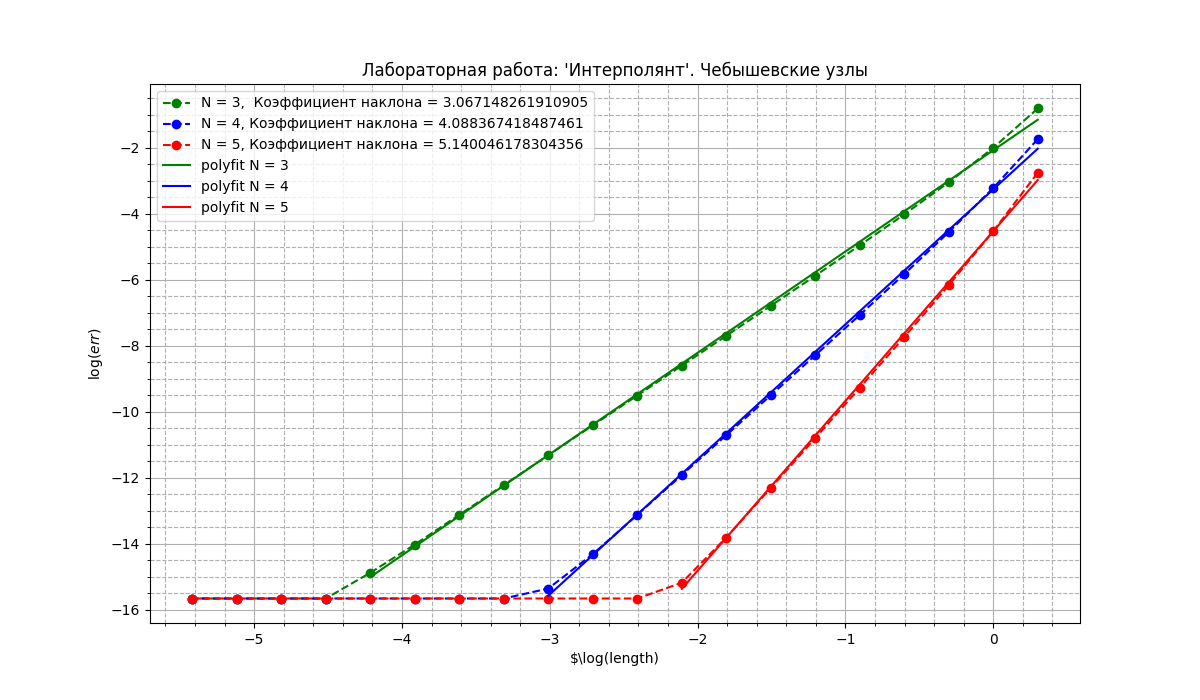 Лабораторная работа: 'Интерполянт'. Чебышевские узлы
N = 3,  Коэффициент наклона = 3.067148261910905
N = 4, Коэффициент наклона = 4.088367418487461
N = 5, Коэффициент наклона = 5.140046178304356
polyfit N = 3
polyfit N = 4
polyfit N = 5
−2
−4
−6
−8
−10
−12
−14
−16
log(err)
−5
−4
−3
−2
−1
0
$\log(length)